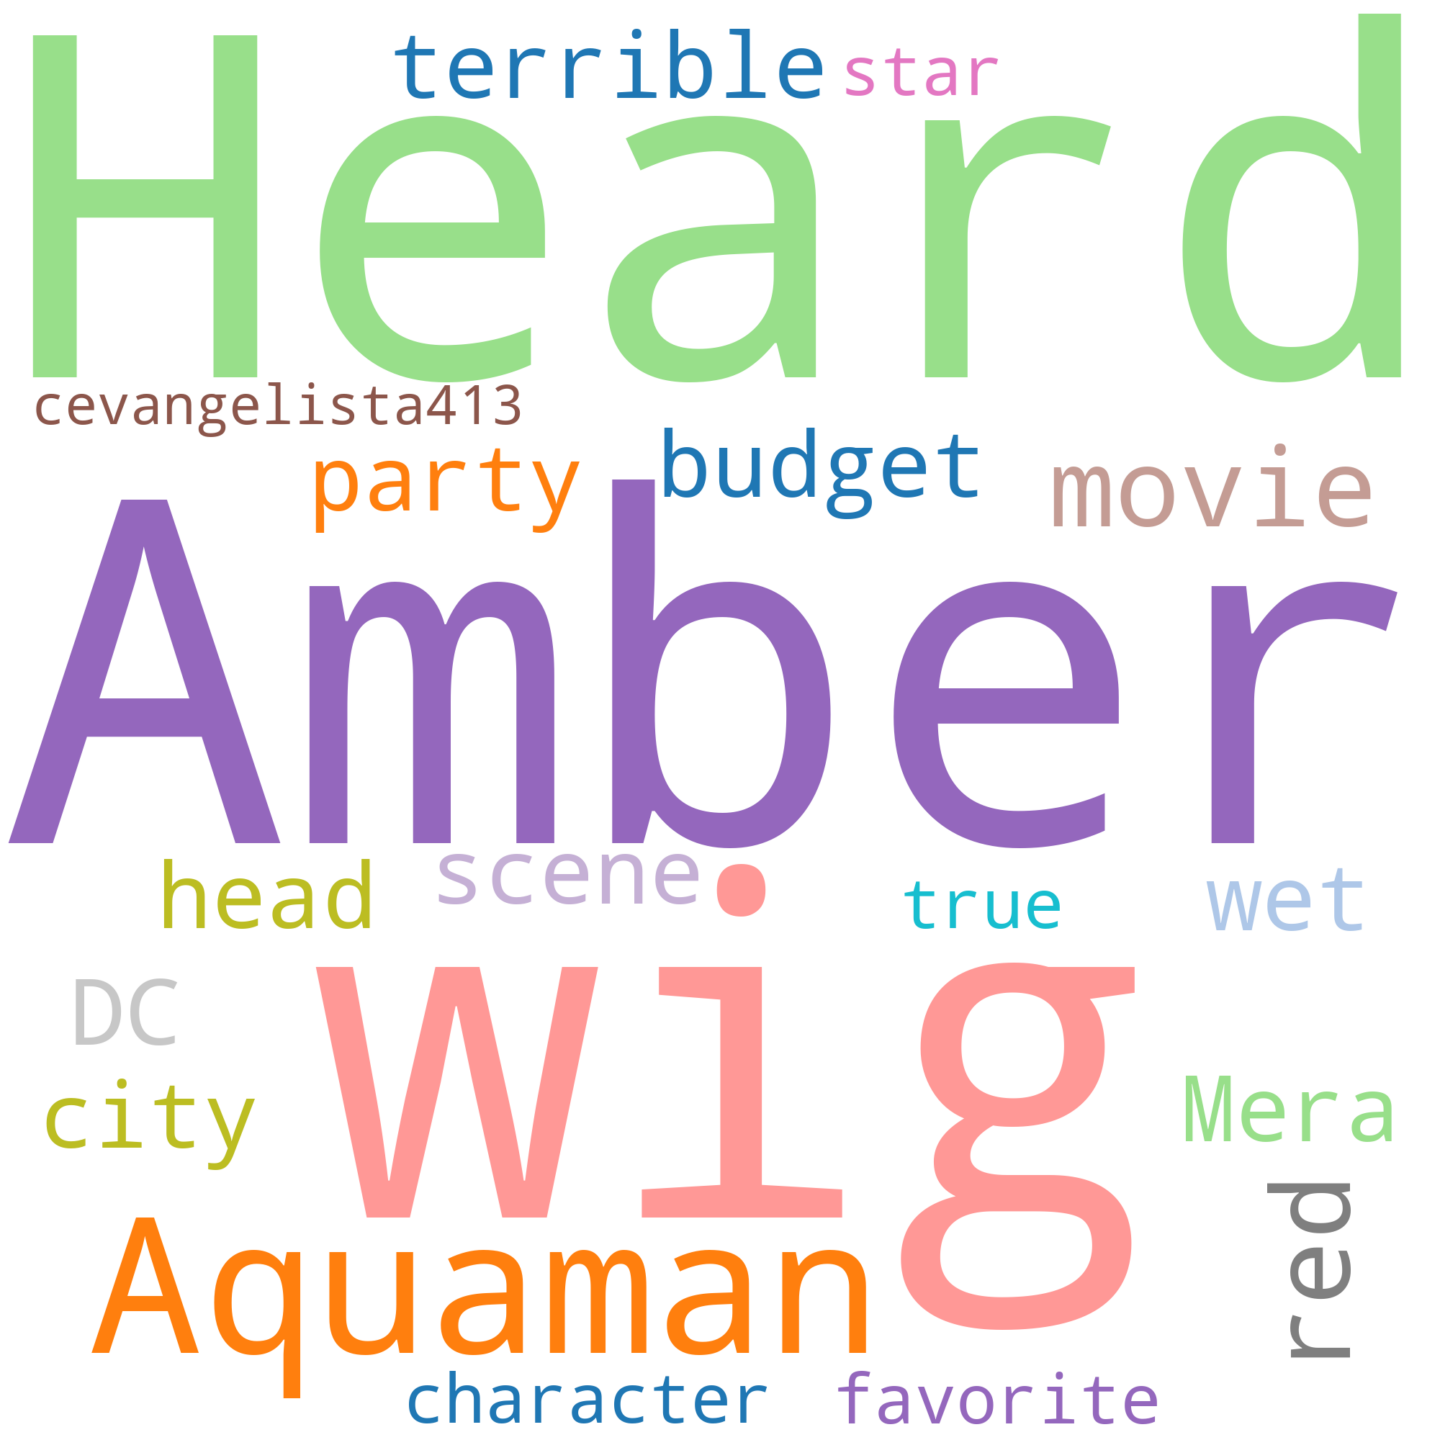 terrible star
Heard
cevangelista413
party budget movie
Amber
head scene true wet
wig
DC
city Mera
red
Aquaman
character favorite